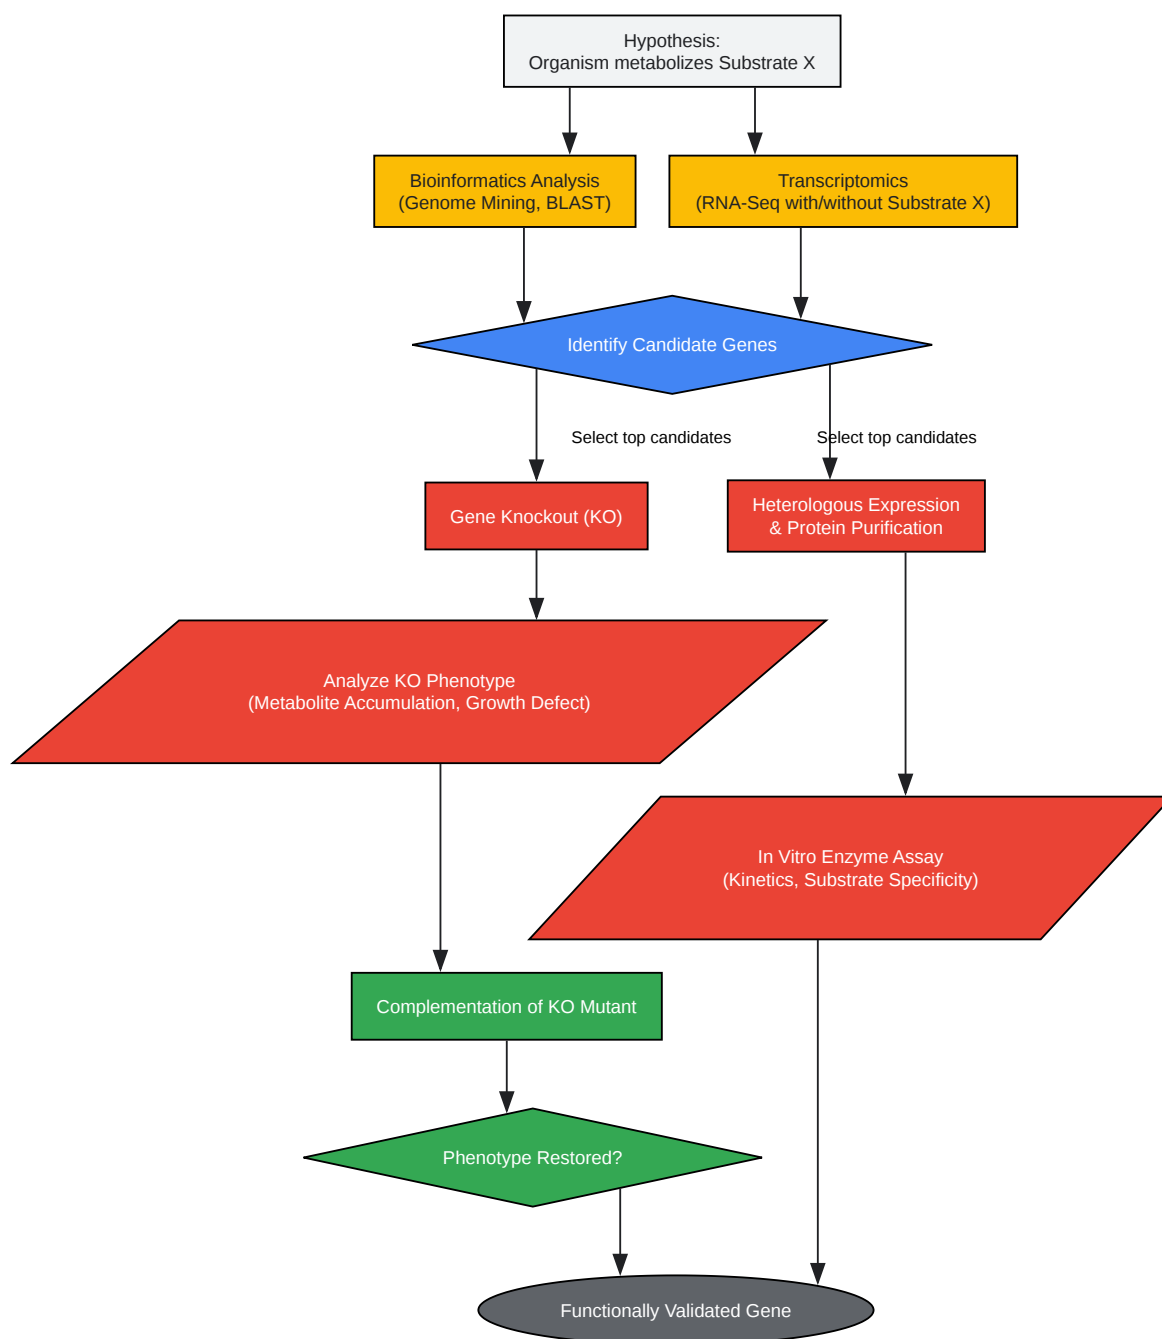 Hypothesis:
Organism metabolizes Substrate X
Bioinformatics Analysis
(Genome Mining, BLAST)
Transcriptomics
(RNA-Seq with/without Substrate X)
Identify Candidate Genes
Select top candidates
Select top candidates
Gene Knockout (KO)
Heterologous Expression
& Protein Purification
Analyze KO Phenotype
(Metabolite Accumulation, Growth Defect)
In Vitro Enzyme Assay
(Kinetics, Substrate Specificity)
Complementation of KO Mutant
Phenotype Restored?
Functionally Validated Gene